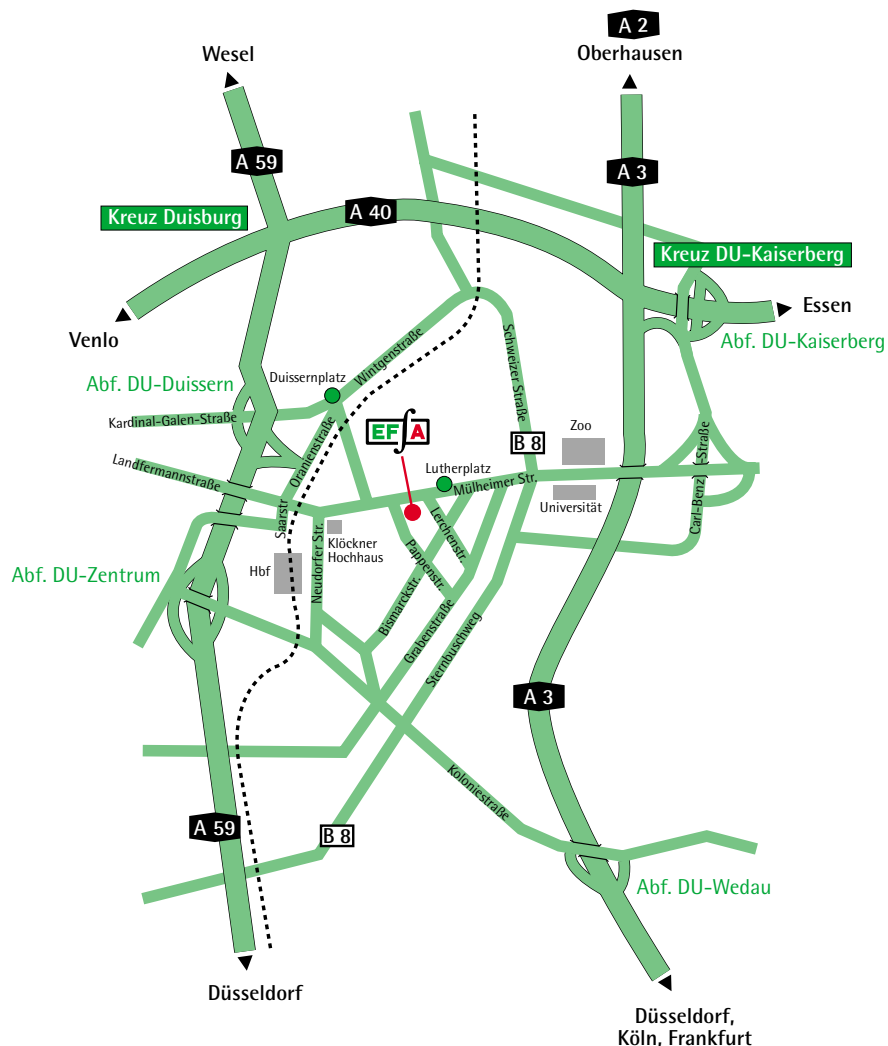 A 2
Oberhausen
Wesel
A 59
A 3
Kreuz Duisburg
A 40
Kreuz DU-Kaiserberg
Essen
Venlo
Abf. DU-Kaiserberg
Wintgenstraße
Schweizer Straße
Duissernplatz
Abf. DU-Duissern
Kardinal-Galen-Straße
EFA
B 8
Zoo
Oranienstraße
Landfermannstraße
Lutherplatz
Mülheimer Str.
Carl-Benz-Straße
Universität
Saarstr.
Neudorfer Str.
Klöckner
Hochhaus
Lerchenstr.
Pappenstr.
Hbf
Abf. DU-Zentrum
Bismarckstr.
Grabenstraße
Sternbuschweg
A 3
Koloniestraße
A 59
B 8
Abf. DU-Wedau
Düsseldorf
Düsseldorf,
Köln, Frankfurt